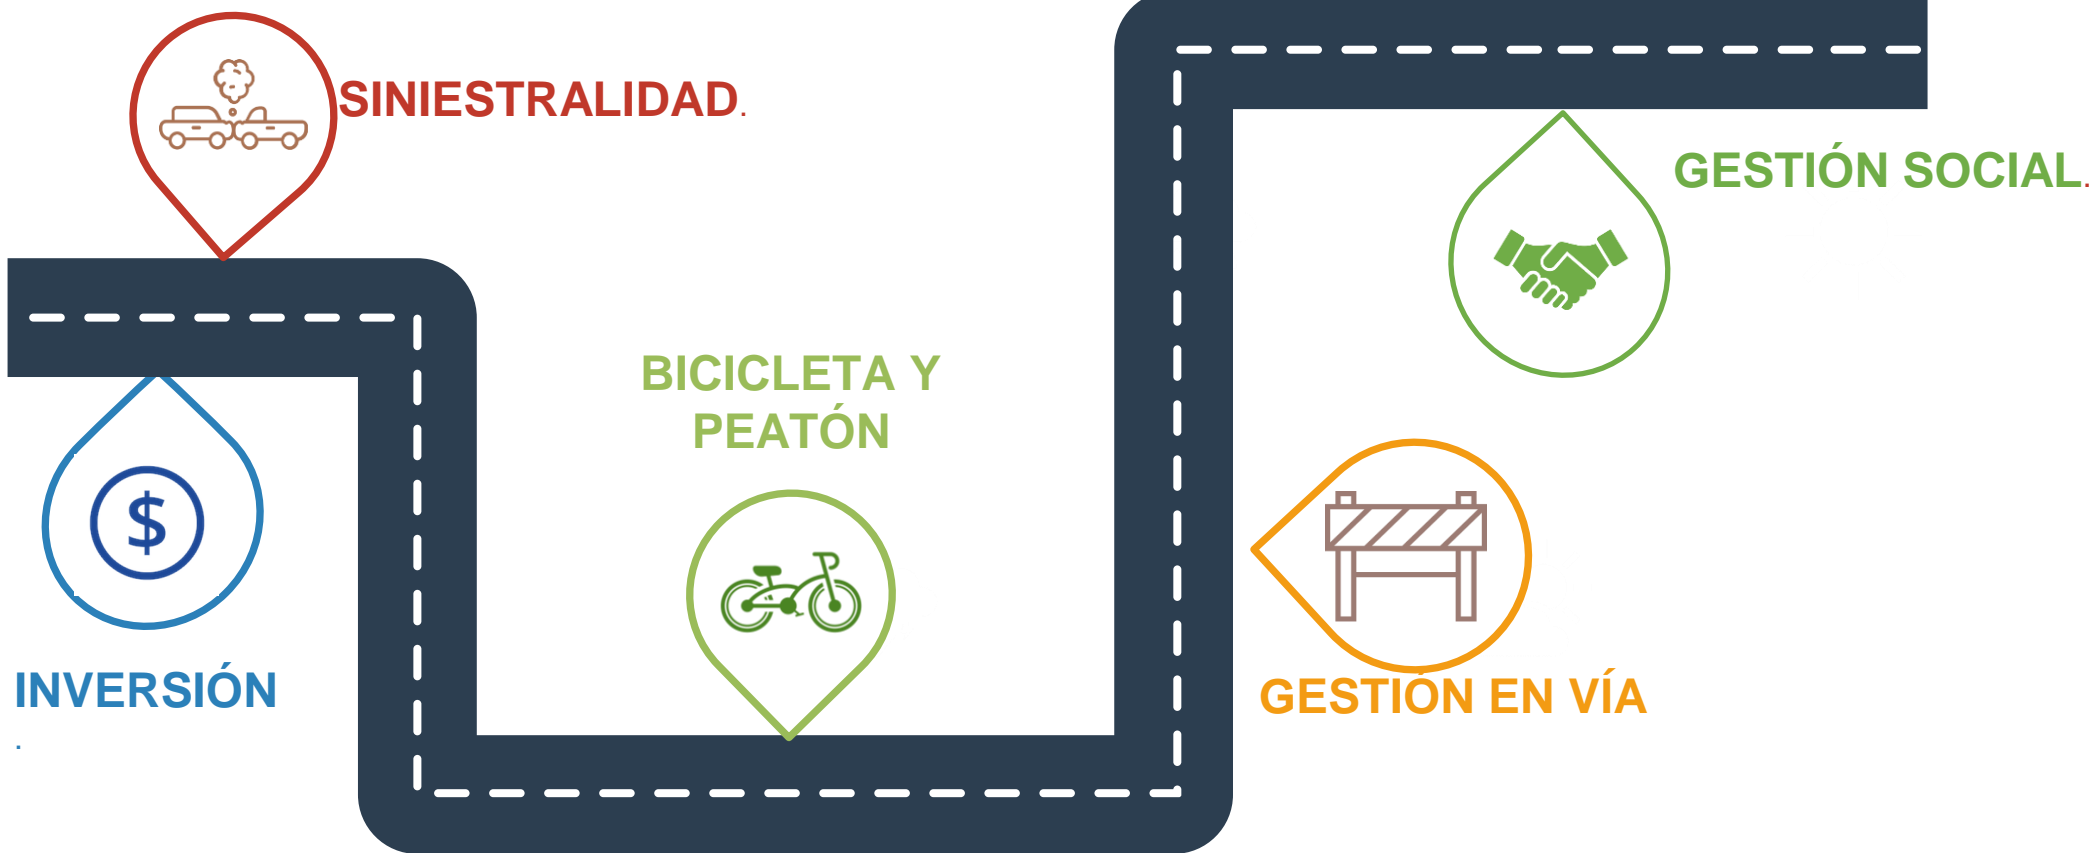 SINIESTRALIDAD.
GESTIÓN SOCIAL.
BICICLETA Y
PEATÓN
$
INVERSIÓN
.
GESTIÓN EN VÍA